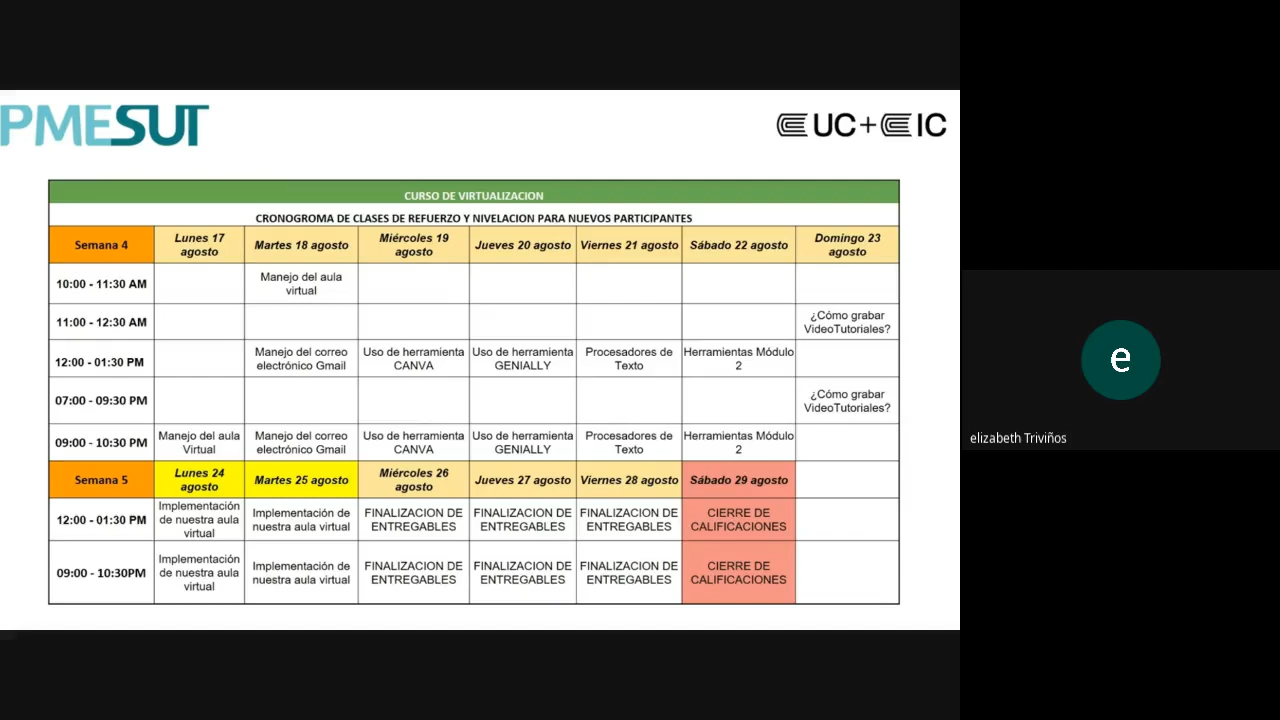 PMESUT
UC+IC
CURSO DE VIRTUALIZACION
CRONOGROMA DE CLASES DE REFUERZO Y NIVELACION PARA NUEVOS PARTICIPANTES
Semana 4
Lunes 17
agosto
Martes 18 agosto
Miércoles 19
agosto
Jueves 20 agosto
Viernes 21 agosto
Sábado 22 agosto
Domingo 23
agosto
10:00 - 11:30 AM
Manejo del aula
virtual
11:00 - 12:30 AM
¿Cómo grabar
VideoTutoriales?
12:00 - 01:30 PM
Manejo del correo
electrónico Gmail
Uso de herramienta
CANVA
Uso de herramienta
GENIALLY
Procesadores de
Texto
Herramientas Módulo
2
07:00 - 09:30 PM
¿Cómo grabar
VideoTutoriales?
09:00 - 10:30 PM
Manejo del aula
Virtual
Manejo del correo
electrónico Gmail
Uso de herramienta
CANVA
Uso de herramienta
GENIALLY
Procesadores de
Texto
Herramientas Módulo
2
Semana 5
Lunes 24
agosto
Martes 25 agosto
Miércoles 26
agosto
Jueves 27 agosto
Viernes 28 agosto
Sábado 29 agosto
12:00 - 01:30 PM
Implementación
de nuestra aula
virtual
Implementación de
nuestra aula virtual
FINALIZACION DE
ENTREGABLES
FINALIZACION DE
ENTREGABLES
FINALIZACION DE
ENTREGABLES
CIERRE DE
CALIFICACIONES
09:00 - 10:30PM
Implementación
de nuestra aula
virtual
Implementación de
nuestra aula virtual
FINALIZACION DE
ENTREGABLES
FINALIZACION DE
ENTREGABLES
FINALIZACION DE
ENTREGABLES
CIERRE DE
CALIFICACIONES
e
elizabeth Triviños